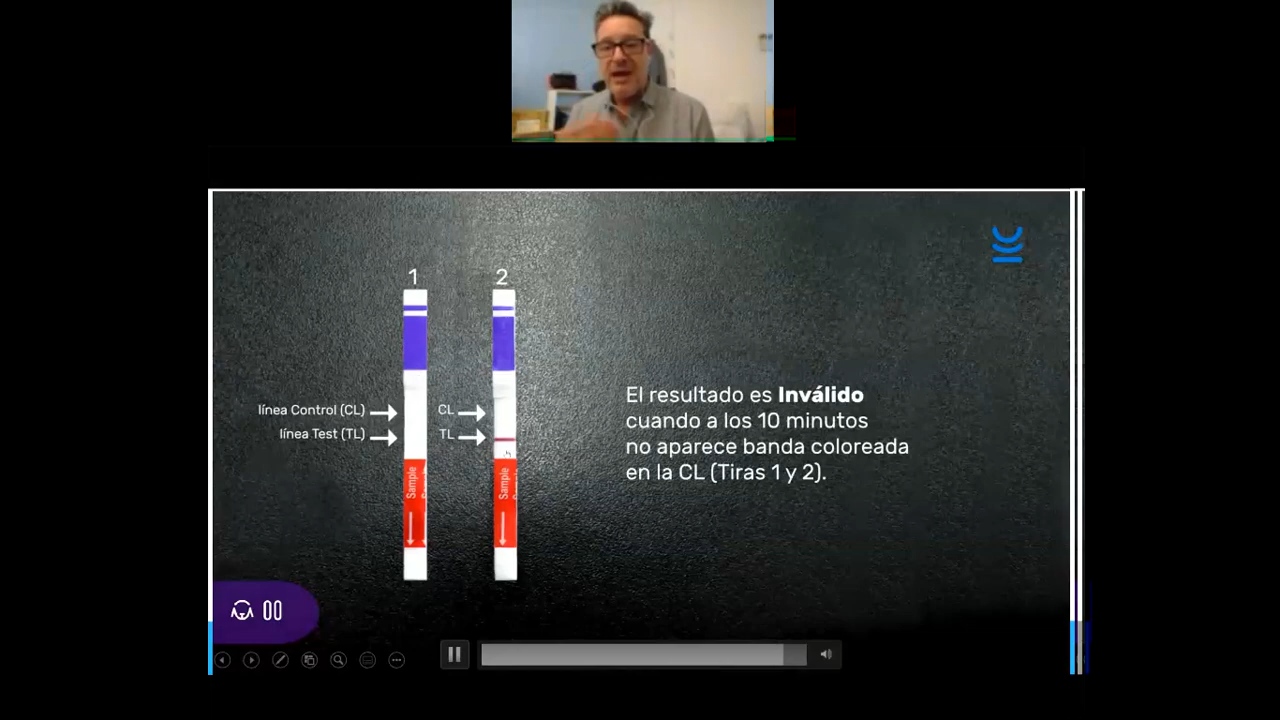 1
2
línea Control (CL)
CL
línea Test (TL)
TL
Sample
Sample
El resultado es Inválido
cuando a los 10 minutos
no aparece banda coloreada
en la CL (Tiras 1 y 2).
00